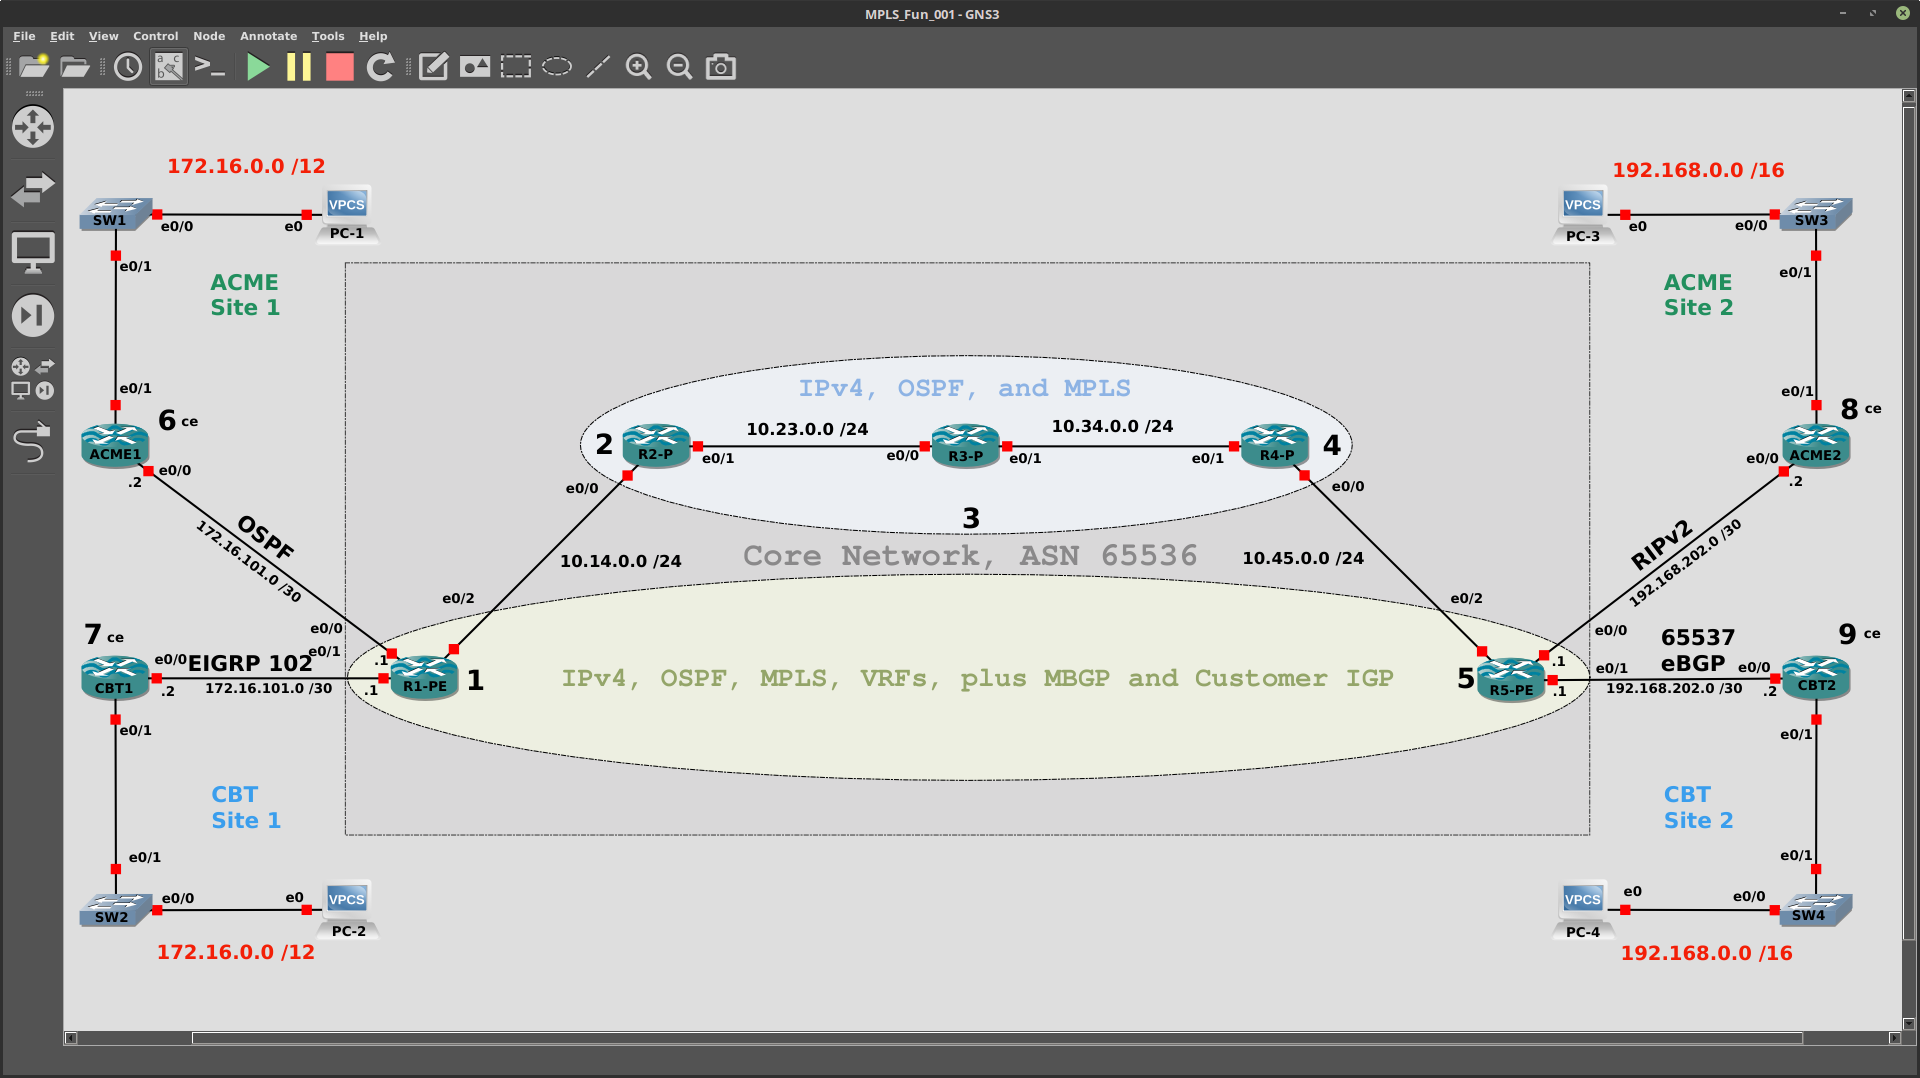 MPLS_Fun_001 - GNS3
File Edit View Control Node Annotate Tools Help
172.16.0.0 /12
192.168.0.0 /16
SW1
e0/0
e0
VPCS
PC-1
VPCS
PC-3
e0
e0/0
SW3
e0/1
e0/1
ACME
Site 1
ACME
Site 2
IPv4, OSPF, and MPLS
e0/1
6 ce
ACME1
e0/0
.2
2
R2-P
e0/1
10.23.0.0 /24
e0/0
R3-P
e0/1
10.34.0.0 /24
e0/1
R4-P
4
e0/1
8 ce
ACME2
e0/0
.2
e0/0
e0/0
3
OSPF
172.16.101.0 /30
Core Network, ASN 65536
10.14.0.0 /24
10.45.0.0 /24
RIPv2
192.168.202.0 /30
e0/2
e0/2
e0/0
e0/0
7 ce
CBT1
e0/0
EIGRP 102
e0/1
.2
172.16.101.0 /30
.1
.1
R1-PE
1
IPv4, OSPF, MPLS, VRFs, plus MBGP and Customer IGP
5
R5-PE
.1
.1
e0/1
65537
eBGP
e0/0
192.168.202.0 /30
.2
9 ce
CBT2
e0/1
e0/1
CBT
Site 1
CBT
Site 2
e0/1
e0/1
SW2
e0/0
e0
VPCS
PC-2
VPCS
PC-4
e0
e0/0
SW4
172.16.0.0 /12
192.168.0.0 /16